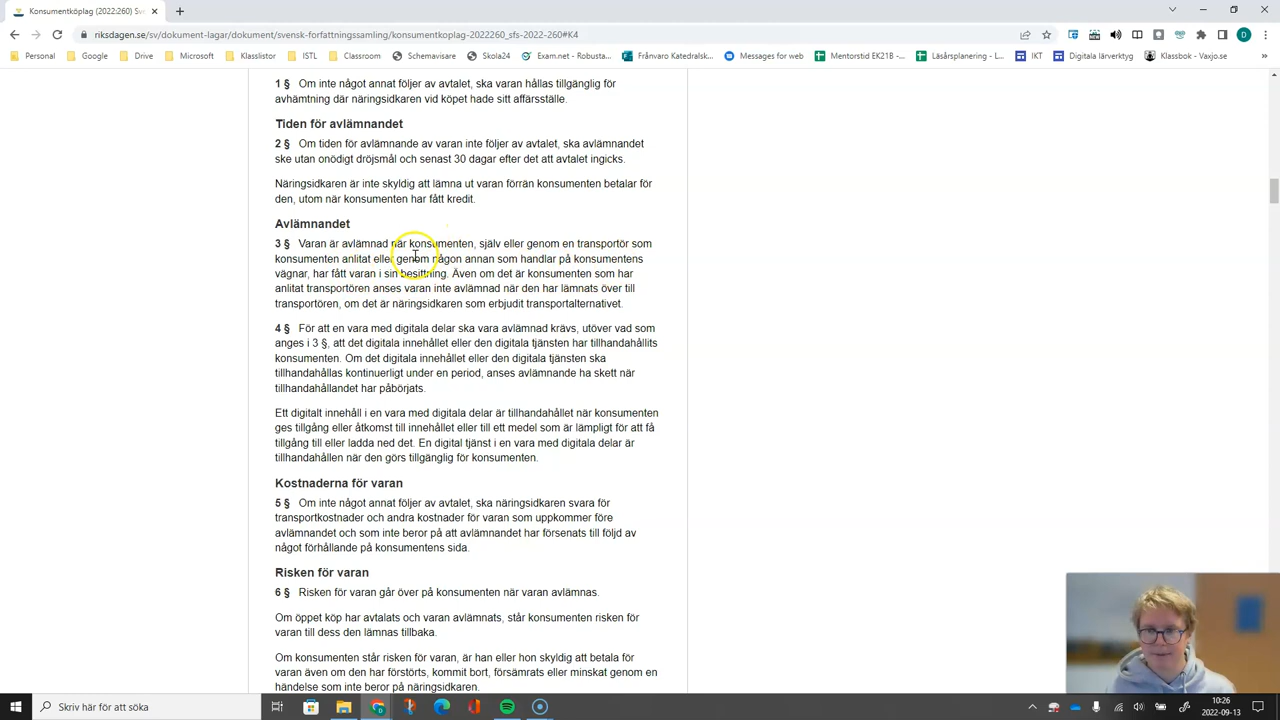 Konsumentköplag (2022:260) Sve
riksdagen.se/sv/dokument-lagar/dokument/svensk-forfattningssamling/konsumentkoplag-2022260_sfs-2022-260#K4
Personal Google Drive Microsoft Klasslistor ISTL Classroom Schemavisare Skola24 Exam.net - Robusta... Frånvaro Katedralsk... Messages for web Mentorstid EK21B -... Läsårsplanering - L... IKT Digitala lärverktyg Klassbok - Vaxjo.se »
1 § Om inte något annat följer av avtalet, ska varan hållas tillgänglig för
avhämtning där näringsidkaren vid köpet hade sitt affärsställe.
Tiden för avlämnandet
2 § Om tiden för avlämnande av varan inte följer av avtalet, ska avlämnandet
ske utan onödigt dröjsmål och senast 30 dagar efter det att avtalet ingicks.
Näringsidkaren är inte skyldig att lämna ut varan förrän konsumenten betalar för
den, utom när konsumenten har fått kredit.
Avlämnandet
3 § Varan är avlämnad när konsumenten, själv eller genom en transportör som
konsumenten anlitat eller genom någon annan som handlar på konsumentens
vägnar, har fått varan i sin besittning. Även om det är konsumenten som har
anlitat transportören anses varan inte avlämnad när den har lämnats över till
transportören, om det är näringsidkaren som erbjudit transportalternativet.
4 § För att en vara med digitala delar ska vara avlämnad krävs, utöver vad som
anges i 3 §, att det digitala innehållet eller den digitala tjänsten har tillhandahållits
konsumenten. Om det digitala innehållet eller den digitala tjänsten ska
tillhandahållas kontinuerligt under en period, anses avlämnande ha skett när
tillhandahållandet har påbörjats.
Ett digitalt innehåll i en vara med digitala delar är tillhandahållet när konsumenten
ges tillgång eller åtkomst till innehållet eller till ett medel som är lämpligt för att få
tillgång till eller ladda ned det. En digital tjänst i en vara med digitala delar är
tillhandahållen när den görs tillgänglig för konsumenten.
Kostnaderna för varan
5 § Om inte något annat följer av avtalet, ska näringsidkaren svara för
transportkostnader och andra kostnader för varan som uppkommer före
avlämnandet och som inte beror på att avlämnandet har försenats till följd av
något förhållande på konsumentens sida.
Risken för varan
6 § Risken för varan går över på konsumenten när varan avlämnas.
Om öppet köp har avtalats och varan avlämnats, står konsumenten risken för
varan till dess den lämnas tillbaka.
Om konsumenten står risken för varan, är han eller hon skyldig att betala för
varan även om den har förstörts, kommit bort, försämrats eller minskat genom en
händelse som inte beror på näringsidkaren.
Skriv här för att söka
10:26
2022-09-13